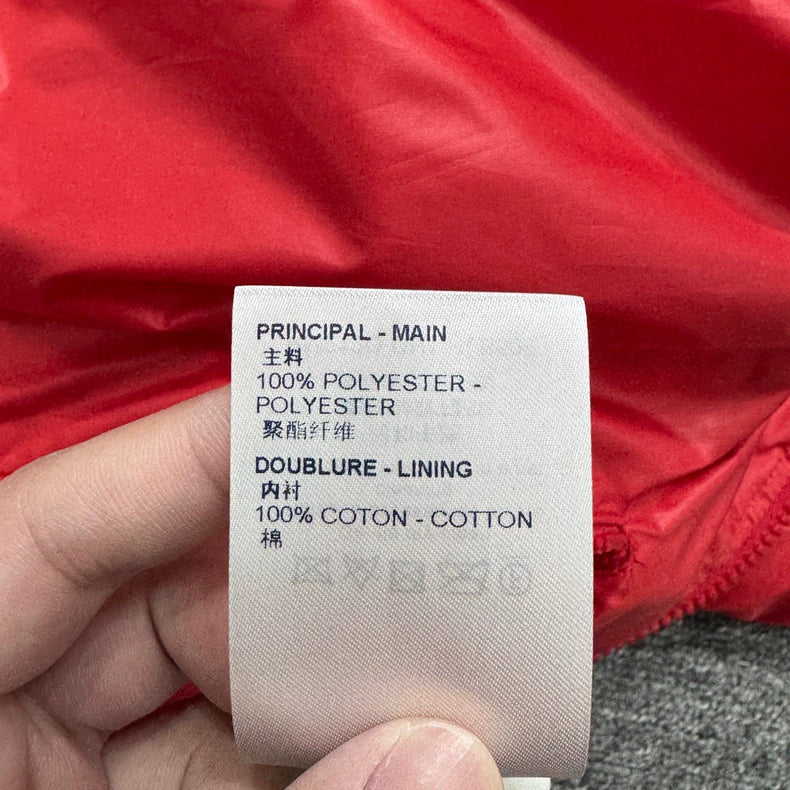 PRINCIPAL - MAIN
主料
100% POLYESTER -
POLYESTER
聚酯纤维
DOUBLURE - LINING
内衬
100% COTON - COTTON
棉